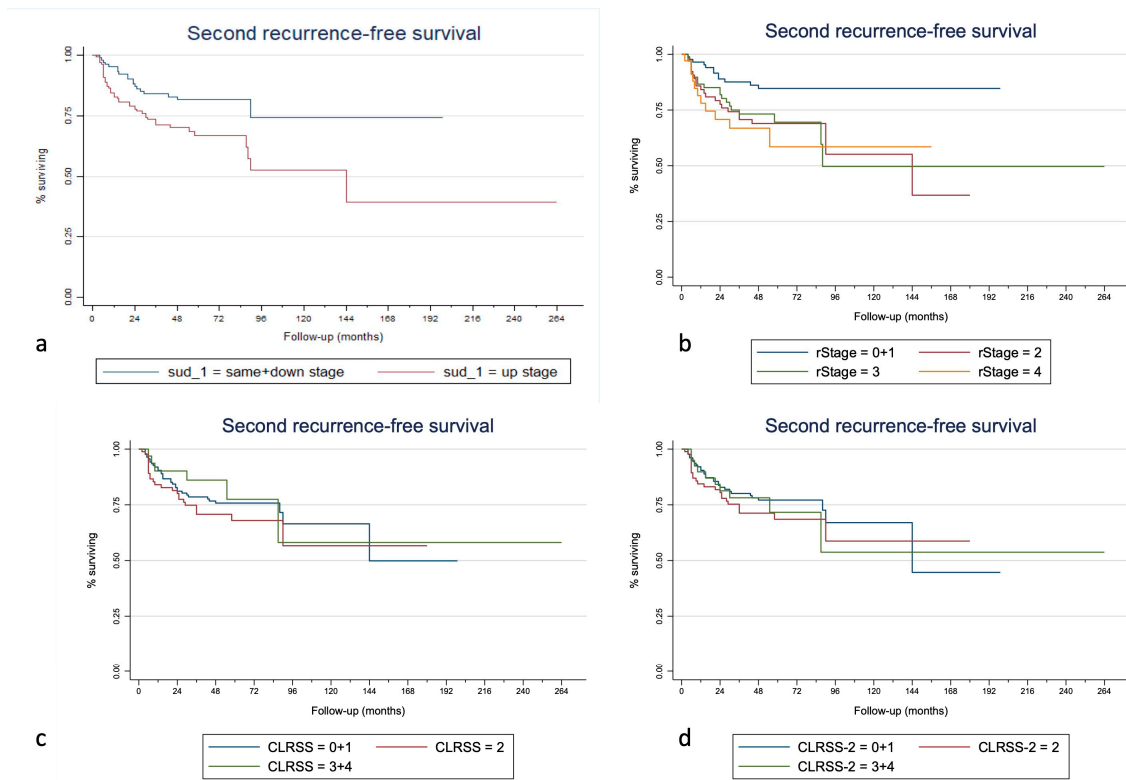 Second recurrence-free survival
% surviving
1.00
0.75
0.50
0.25
0.00
0 24 48 72 96 120 144 168 192 216 240 264
Follow-up (months)
a
sud_1 = same+down stage sud_1 = up stage
Second recurrence-free survival
% surviving
1.00
0.75
0.50
0.25
0.00
0 24 48 72 96 120 144 168 192 216 240 264
Follow-up (months)
b
rStage = 0+1 rStage = 2
rStage = 3 rStage = 4
Second recurrence-free survival
% surviving
1.00
0.75
0.50
0.25
0.00
0 24 48 72 96 120 144 168 192 216 240 264
Follow-up (months)
c
CLRSS = 0+1 CLRSS = 2
CLRSS = 3+4
Second recurrence-free survival
% surviving
1.00
0.75
0.50
0.25
0.00
0 24 48 72 96 120 144 168 192 216 240 264
Follow-up (months)
d
CLRSS-2 = 0+1 CLRSS-2 = 2
CLRSS-2 = 3+4